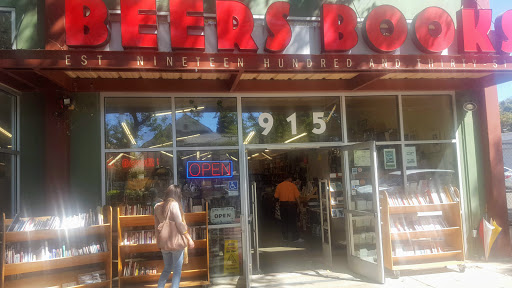 BEERS BOOKS
EST NINETEEN HUNDRED AND THIRTY-
915
OPEN
OPEN